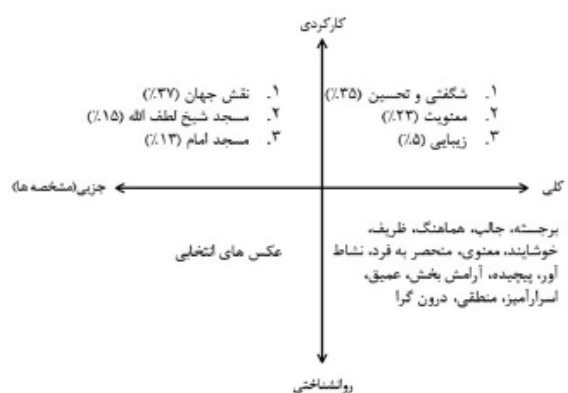 کارکردی
۱. شگفتی و تحسین (۳۵٪)
۲. معنویت (۲۳٪)
۳. زیبایی (۵٪)
۱. نقش جهان (۳۷٪)
۲. مسجد شیخ لطف الله (۱۵٪)
۳. مسجد امام (۱۳٪)
کلی
جزیی(مشخصه ها)
برجسته، جالب، هماهنگ، ظریف،
خوشایند، معنوی، منحصر به فرد، نشاط
آور، پیچیده، آرامش بخش، عمیق،
اسرارآمیز، منطقی، درون گرا
عکس های انتخابی
روانشناختی